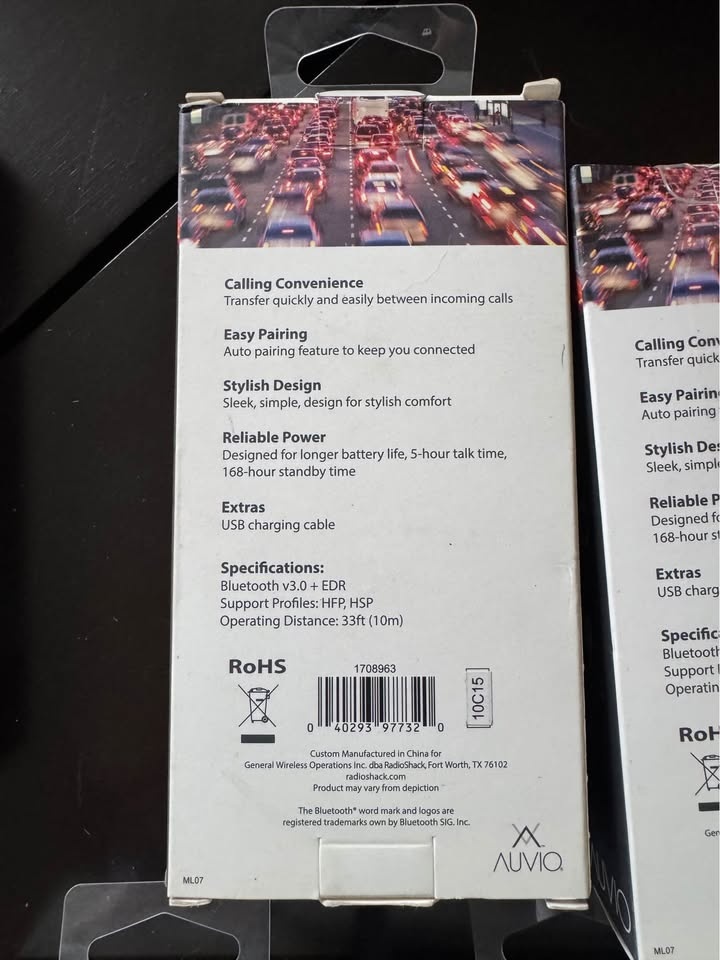 Calling Convenience
Transfer quickly and easily between incoming calls
Easy Pairing
Auto pairing feature to keep you connected
Stylish Design
Sleek, simple, design for stylish comfort
Reliable Power
Designed for longer battery life, 5-hour talk time,
168-hour standby time
Extras
USB charging cable
Specifications:
Bluetooth v3.0 + EDR
Support Profiles: HFP, HSP
Operating Distance: 33ft (10m)
RoHS
1708963
0 40293 97732 0
10C15
Custom Manufactured in China for
General Wireless Operations Inc. dba RadioShack, Fort Worth, TX 76102
radioshack.com
Product may vary from depiction
The Bluetooth® word mark and logos are
registered trademarks own by Bluetooth SIG. Inc.
AUVIO®
ML07
Calling Conv
Transfer quick
Easy Pairin
Auto pairing
Stylish Des
Sleek, simple
Reliable P
Designed fo
168-hour st
Extras
USB charg
Specific
Bluetooth
Support
Operatin
RoH
Gen
AUVIO
ML07